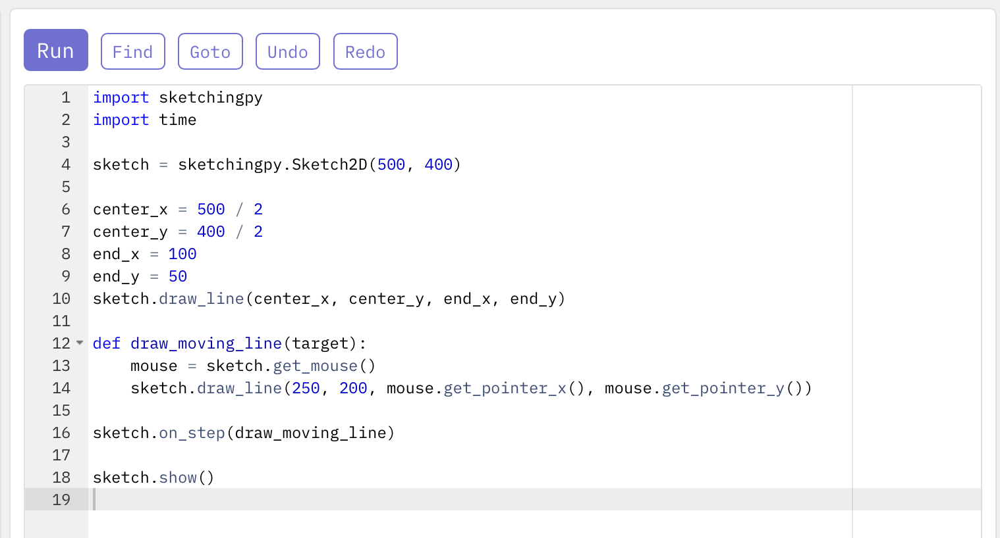 Run Find Goto Undo Redo
1 import sketchingpy
2 import time
3
4 sketch = sketchingpy.Sketch2D(500, 400)
5
6 center_x = 500 / 2
7 center_y = 400 / 2
8 end_x = 100
9 end_y = 50
10 sketch.draw_line(center_x, center_y, end_x, end_y)
11
12 def draw_moving_line(target):
13     mouse = sketch.get_mouse()
14     sketch.draw_line(250, 200, mouse.get_pointer_x(), mouse.get_pointer_y())
15
16 sketch.on_step(draw_moving_line)
17
18 sketch.show()
19